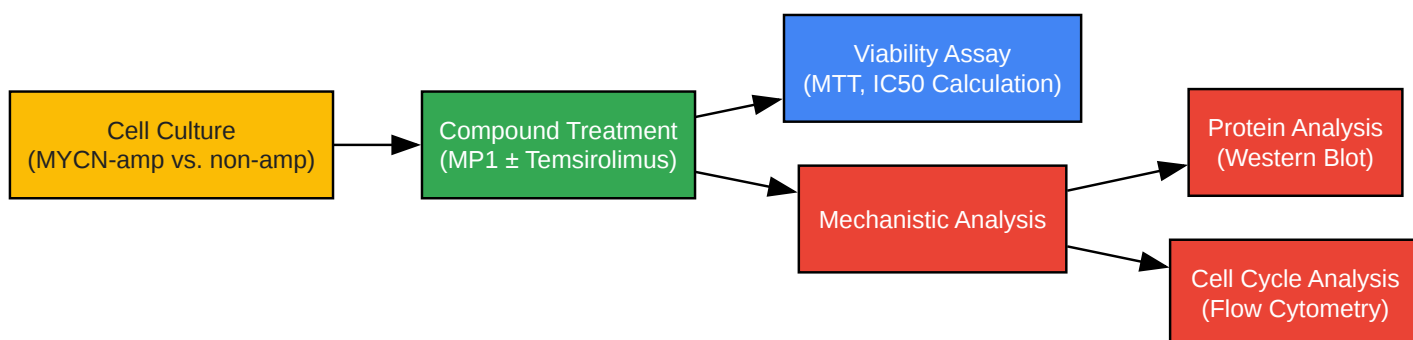 Cell Culture
(MYCN-amp vs. non-amp)
Compound Treatment
(MP1 ± Temsirolimus)
Viability Assay
(MTT, IC50 Calculation)
Mechanistic Analysis
Protein Analysis
(Western Blot)
Cell Cycle Analysis
(Flow Cytometry)